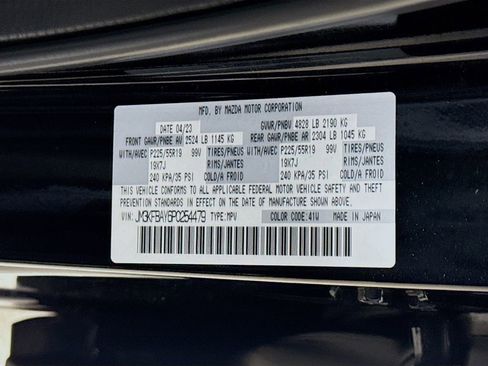 MFD. BY MAZDA MOTOR CORPORATION
DATE 04/23 GVWR/PNBV 4828 LB 2190 KG
FRONT GAWR/PNBE AV 2524 LB 1145 KG REAR GAWR/PNBE AR 2304 LB 1045 KG
WITH/AVEC P225/55R19 99V TIRES/PNEUS WITH/AVEC P225/55R19 99V TIRES/PNEUS
19X7J RIMS/JANTES 19X7J RIMS/JANTES
240 KPA/35 PSI COLD/A FROID 240 KPA/35 PSI COLD/A FROID
THIS VEHICLE CONFORMS TO ALL APPLICABLE FEDERAL MOTOR VEHICLE SAFETY AND THEFT
PREVENTION STANDARDS IN EFFECT ON THE DATE OF MANUFACTURE SHOWN ABOVE.
VIN: JM3KFBAY6P0254479 TYPE: MPV COLOR CODE: 41W MADE IN JAPAN